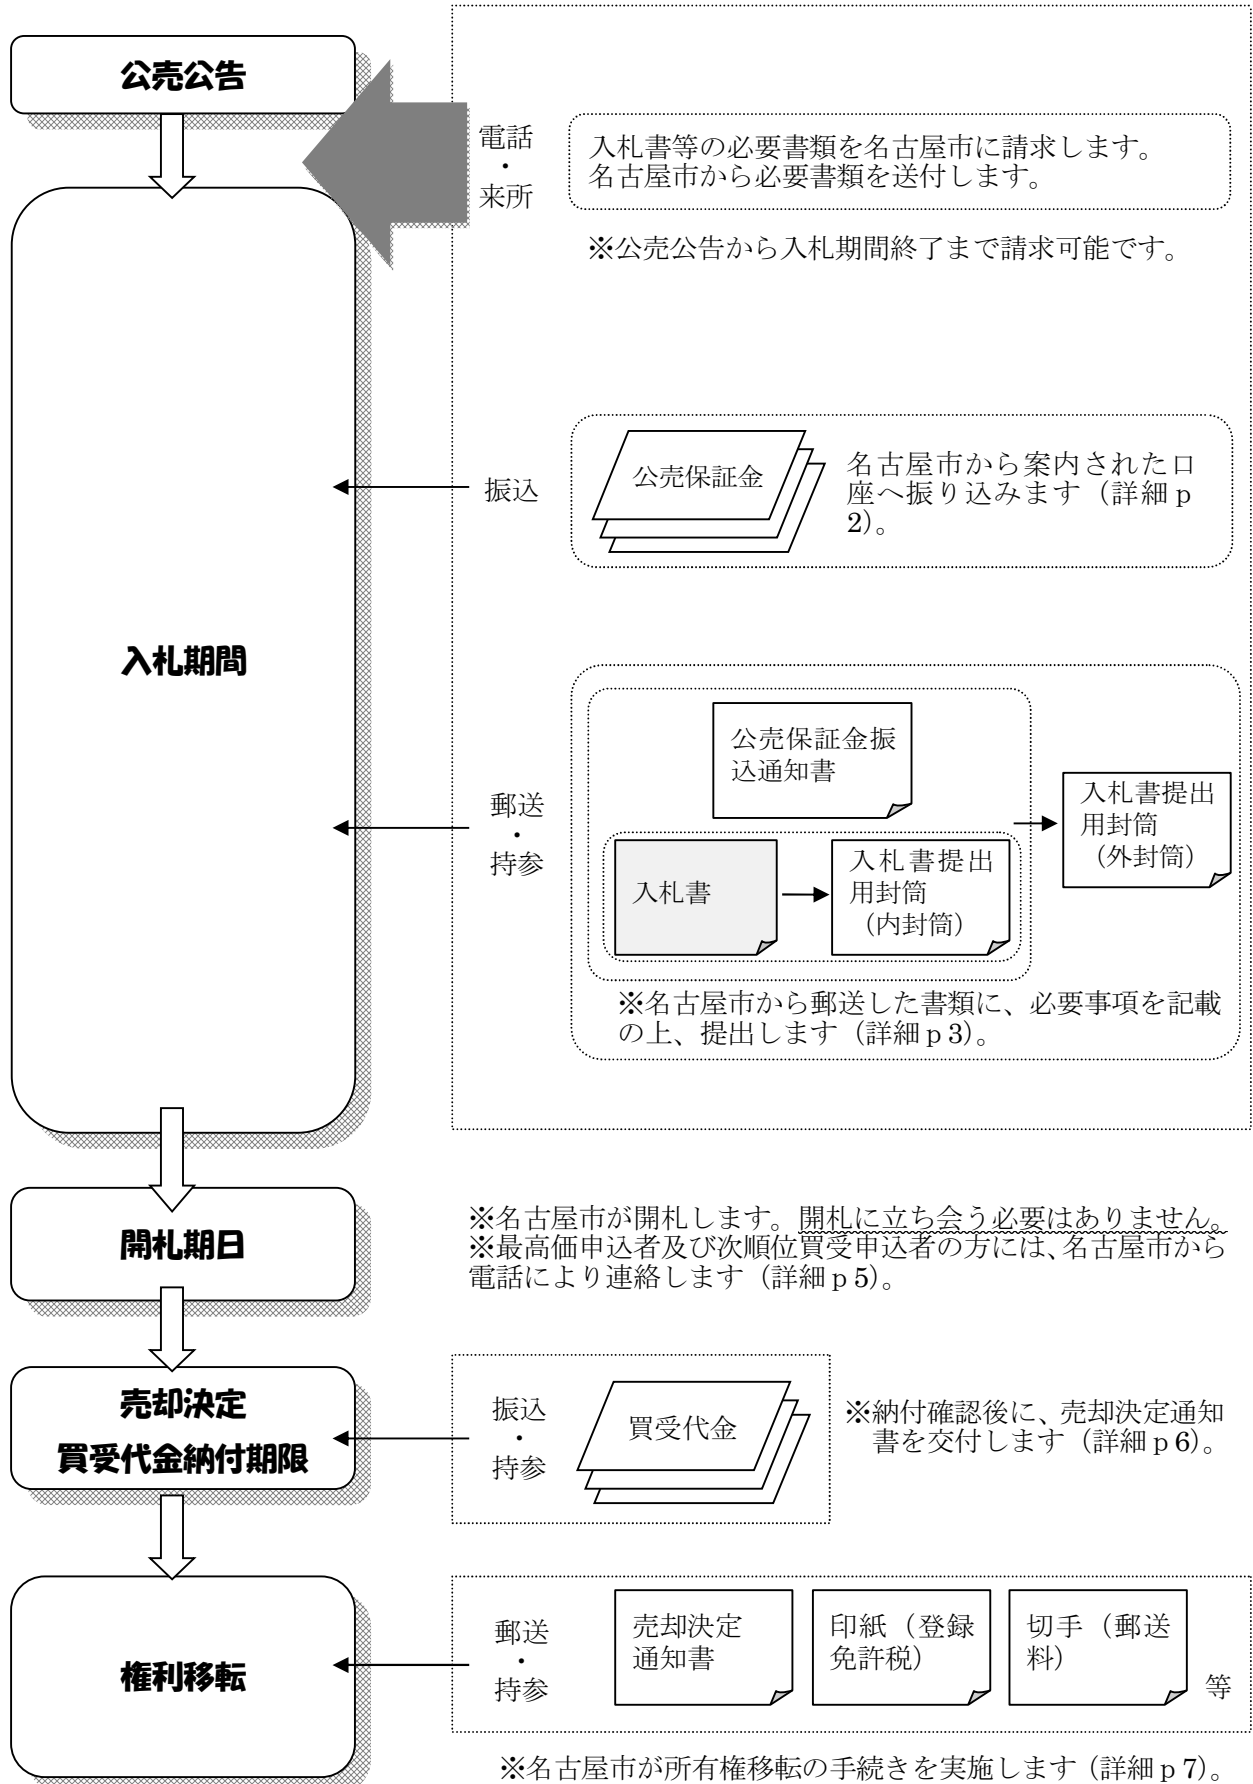 公売公告
電話
・
来所
入札書等の必要書類を名古屋市に請求します。
名古屋市から必要書類を送付します。
※公売公告から入札期間終了まで請求可能です。
振込
公売保証金
名古屋市から案内された口
座へ振り込みます（詳細ｐ
2）。
入札期間
郵送
・
持参
公売保証金振
込通知書
入札書
入札書提出
用封筒
（内封筒）
入札書提出
用封筒
（外封筒）
※名古屋市から郵送した書類に、必要事項を記載
の上、提出します（詳細ｐ3）。
開札期日
※名古屋市が開札します。開札に立ち会う必要はありません。
※最高価申込者及び次順位買受申込者の方には、名古屋市から
電話により連絡します（詳細ｐ5）。
売却決定
買受代金納付期限
振込
・
持参
買受代金
※納付確認後に、売却決定通知
書を交付します（詳細ｐ6）。
権利移転
郵送
・
持参
売却決定
通知書
印紙（登録
免許税）
切手（郵送
料）
等
※名古屋市が所有権移転の手続きを実施します（詳細ｐ7）。